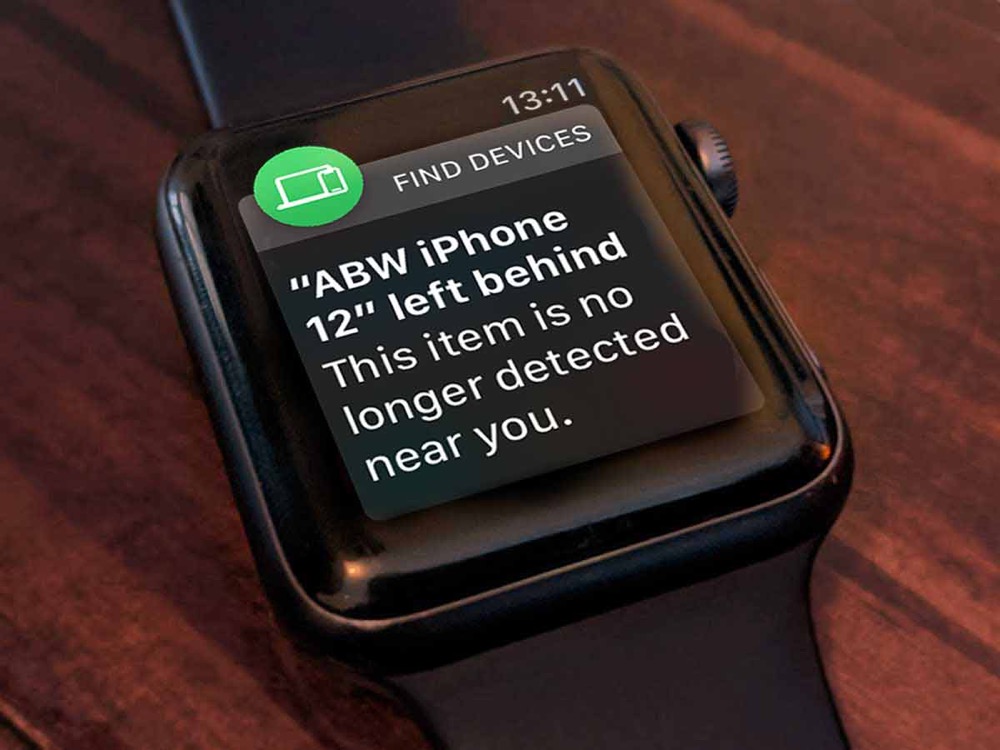 13:11
FIND DEVICES
"ABW iPhone
12" left behind
This item is no
longer detected
near you.